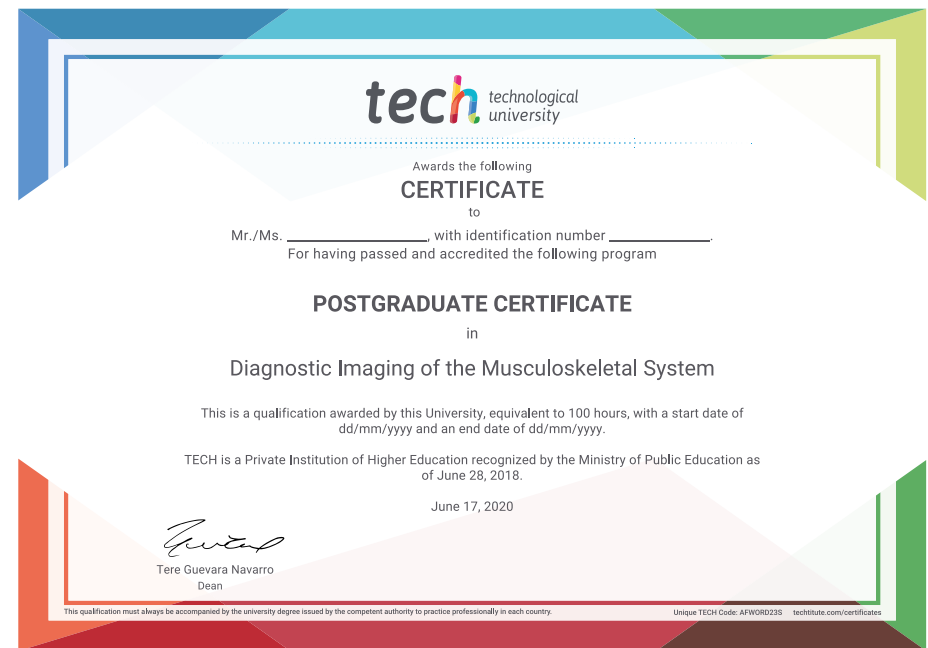 tech technological
university
Awards the following
CERTIFICATE
to
Mr./Ms. ____________, with identification number ____________.
For having passed and accredited the following program
POSTGRADUATE CERTIFICATE
in
Diagnostic Imaging of the Musculoskeletal System
This is a qualification awarded by this University, equivalent to 100 hours, with a start date of
dd/mm/yyyy and an end date of dd/mm/yyyy.
TECH is a Private Institution of Higher Education recognized by the Ministry of Public Education as
of June 28, 2018.
June 17, 2020
Tere Guevara Navarro
Dean
This qualification must always be accompanied by the university degree issued by the competent authority to practice professionally in each country.
Unique TECH Code: AFWORD23S techtitute.com/certificates